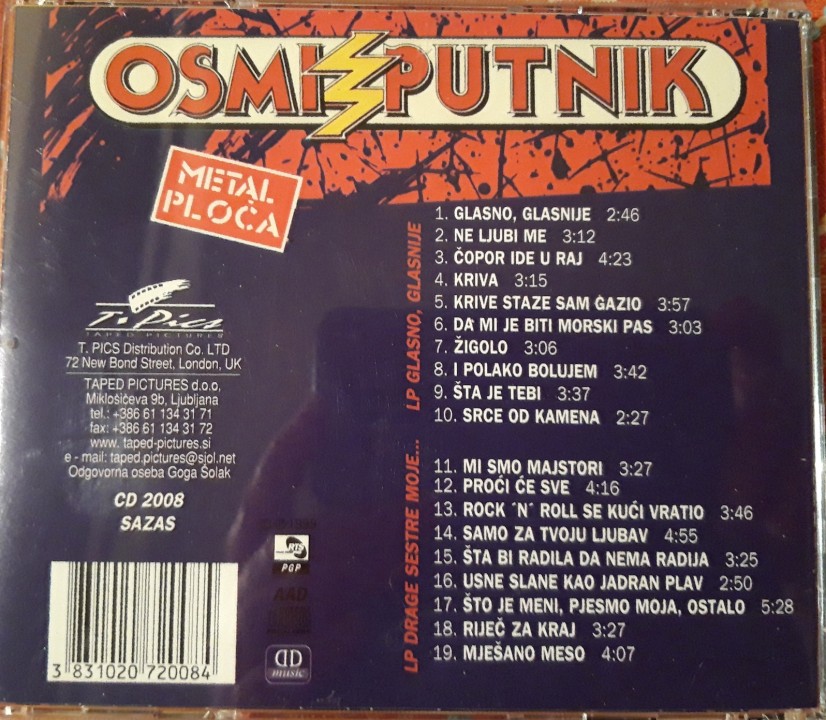 OSMI PUTNIK
METAL
PLOČA
LP GLASNO, GLASNIJE
1. GLASNO, GLASNIJE 2:46
2. NE LJUBI ME 3:12
3. ČOPOR IDE U RAJ 4:23
4. KRIVA 3:15
5. KRIVE STAZE SAM GAZIO 3:57
6. DA MI JE BITI MORSKI PAS 3:03
7. ŽIGOLO 3:06
8. I POLAKO BOLUJEM 3:42
9. ŠTA JE TEBI 3:37
10. SRCE OD KAMENA 2:27
LP DRAGE SESTRE MOJE...
11. MI SMO MAJSTORI 3:27
12. PROĆI ĆE SVE 4:16
13. ROCK ´N´ ROLL SE KUĆI VRATIO 3:46
14. SAMO ZA TVOJU LJUBAV 4:55
15. ŠTA BI RADILA DA NEMA RADIJA 3:25
16. USNE SLANE KAO JADRAN PLAV 2:50
17. ŠTO JE MENI, PJESMO MOJA, OSTALO 5:28
18. RIJEČ ZA KRAJ 3:27
19. MJEŠANO MESO 4:07
T. Pics
TAPED PICTURES
T. PICS Distribution Co. LTD
72 New Bond Street, London, UK
TAPED PICTURES d.o.o,
Miklošičeva 9b, Ljubljana
tel.: +386 61 134 31 71
fax: +386 61 134 31 72
www. taped-pictures.si
e - mail: taped.pictures@siol.net
Odgovorna oseba Goga Šolak
CD 2008
SAZAS
3 831020 720084
RTS
PGP
AAD
DD
music